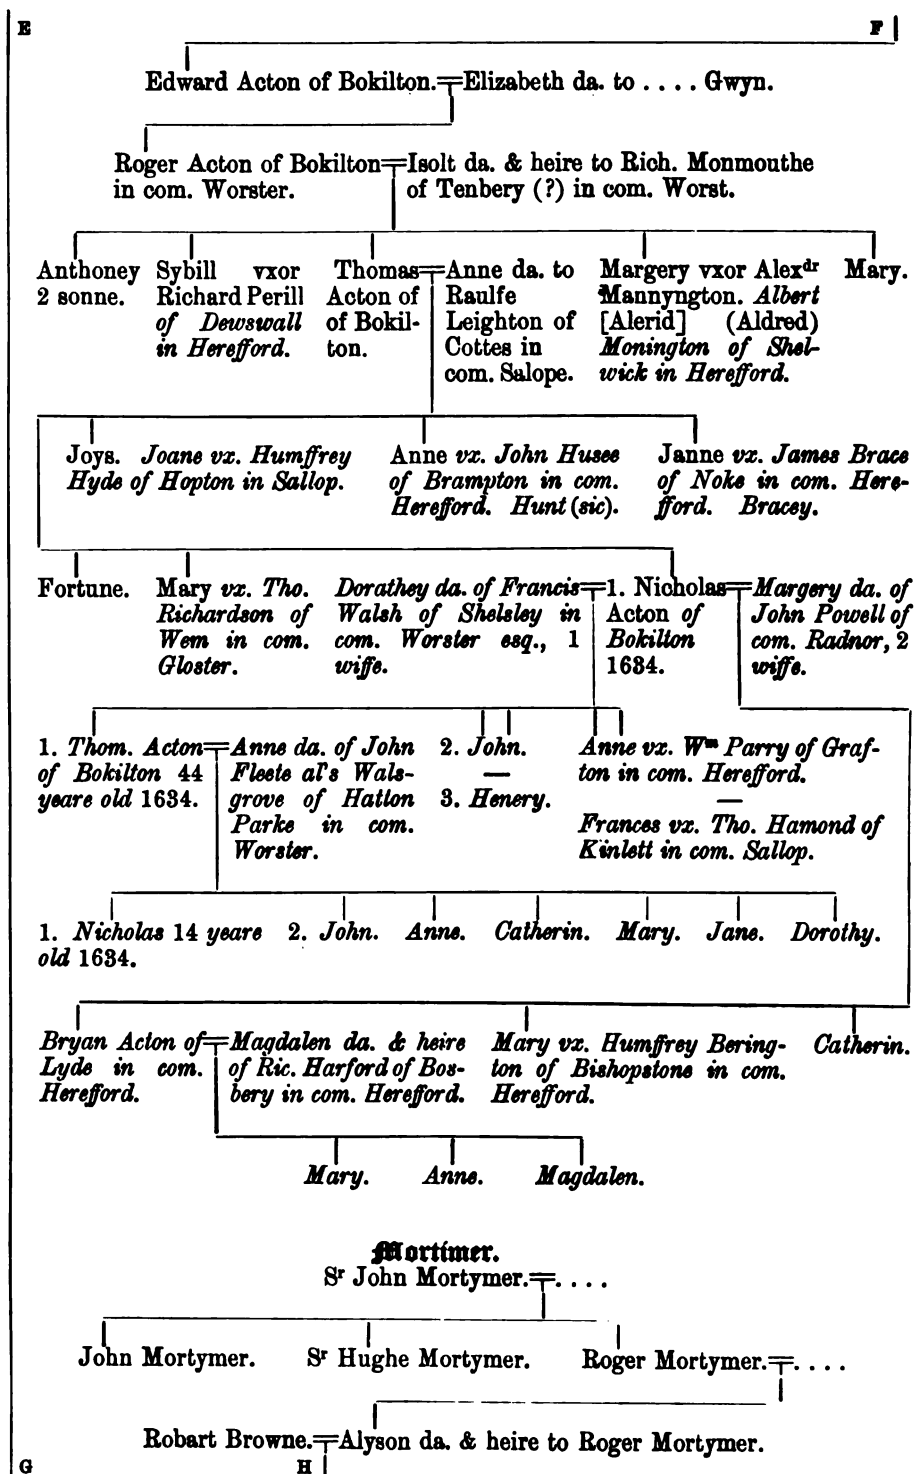 E F
Edward Acton of Bokilton. Elizabeth da. to .... Gwyn.
Roger Acton of Bokilton
in com. Worster.
Isolt da. & heire to Rich. Monmouthe
of Tenbery (?) in com. Worst.
Anthoney
2 sonne.
Sybill vxor
Richard Perill
of Dewswall
in Herefford.
Thomas
Acton of
of Bokil-
ton.
Anne da. to
Raulfe
Leighton of
Cottes in
com. Salope.
Margery vxor Alexdr
Mannyngton. Albert
[Alerid] (Aldred)
Monington of Shel-
wick in Herefford.
Mary.
Joys. Joane vx. Humffrey
Hyde of Hopton in Sallop.
Anne vx. John Husee
of Brampton in com.
Herefford. Hunt (sic).
Janne vx. James Brace
of Noke in com. Here-
fford. Bracey.
Fortune.
Mary vx. Tho.
Richardson of
Wem in com.
Gloster.
Dorathey da. of Francis
Walsh of Shelsley in
com. Worster esq., 1
wiffe.
1. Nicholas
Acton of
Bokilton
1634.
Margery da. of
John Powell of
com. Radnor, 2
wiffe.
1. Thom. Acton
of Bokilton 44
yeare old 1634.
Anne da. of John
Fleete al's Wals-
grove of Hatlon
Parke in com.
Worster.
2. John.
—
3. Henery.
Anne vx. Wm Parry of Graf-
ton in com. Herefford.
—
Frances vx. Tho. Hamond of
Kinlett in com. Sallop.
1. Nicholas 14 yeare
old 1634.
2. John. Anne. Catherin. Mary. Jane. Dorothy.
Bryan Acton of
Lyde in com.
Herefford.
Magdalen da. & heire
of Ric. Harford of Bos-
bery in com. Herefford.
Mary vx. Humffrey Bering-
ton of Bishopstone in com.
Herefford.
Catherin.
Mary. Anne. Magdalen.
Mortimer.
Sr John Mortymer. ....
John Mortymer. Sr Hughe Mortymer. Roger Mortymer. ....
Robart Browne. Alyson da. & heire to Roger Mortymer.
G H